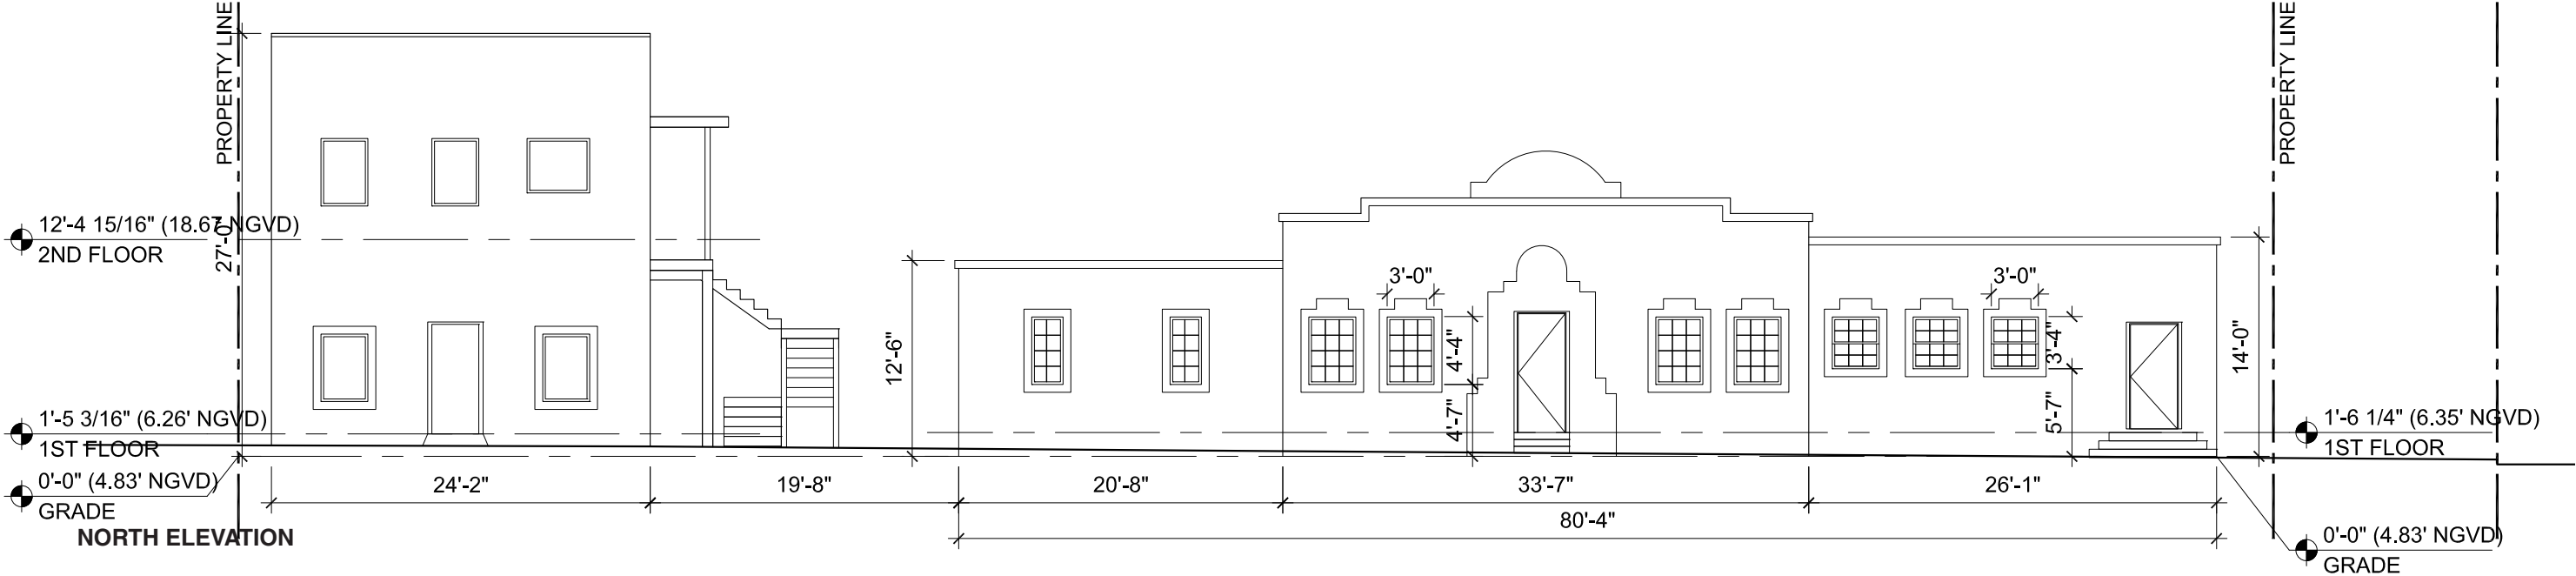 PROPERTY LINE
PROPERTY LINE
27'-0"
12'-4 15/16" (18.67 NGVD)
2ND FLOOR
3'-0"
3'-0"
12'-6"
4'-4"
3'-4"
14'-0"
4'-7"
5'-7"
1'-5 3/16" (6.26' NGVD)
1ST FLOOR
1'-6 1/4" (6.35' NGVD)
1ST FLOOR
0'-0" (4.83' NGVD)
GRADE
24'-2"
19'-8"
20'-8"
33'-7"
26'-1"
80'-4"
NORTH ELEVATION
0'-0" (4.83' NGVD)
GRADE